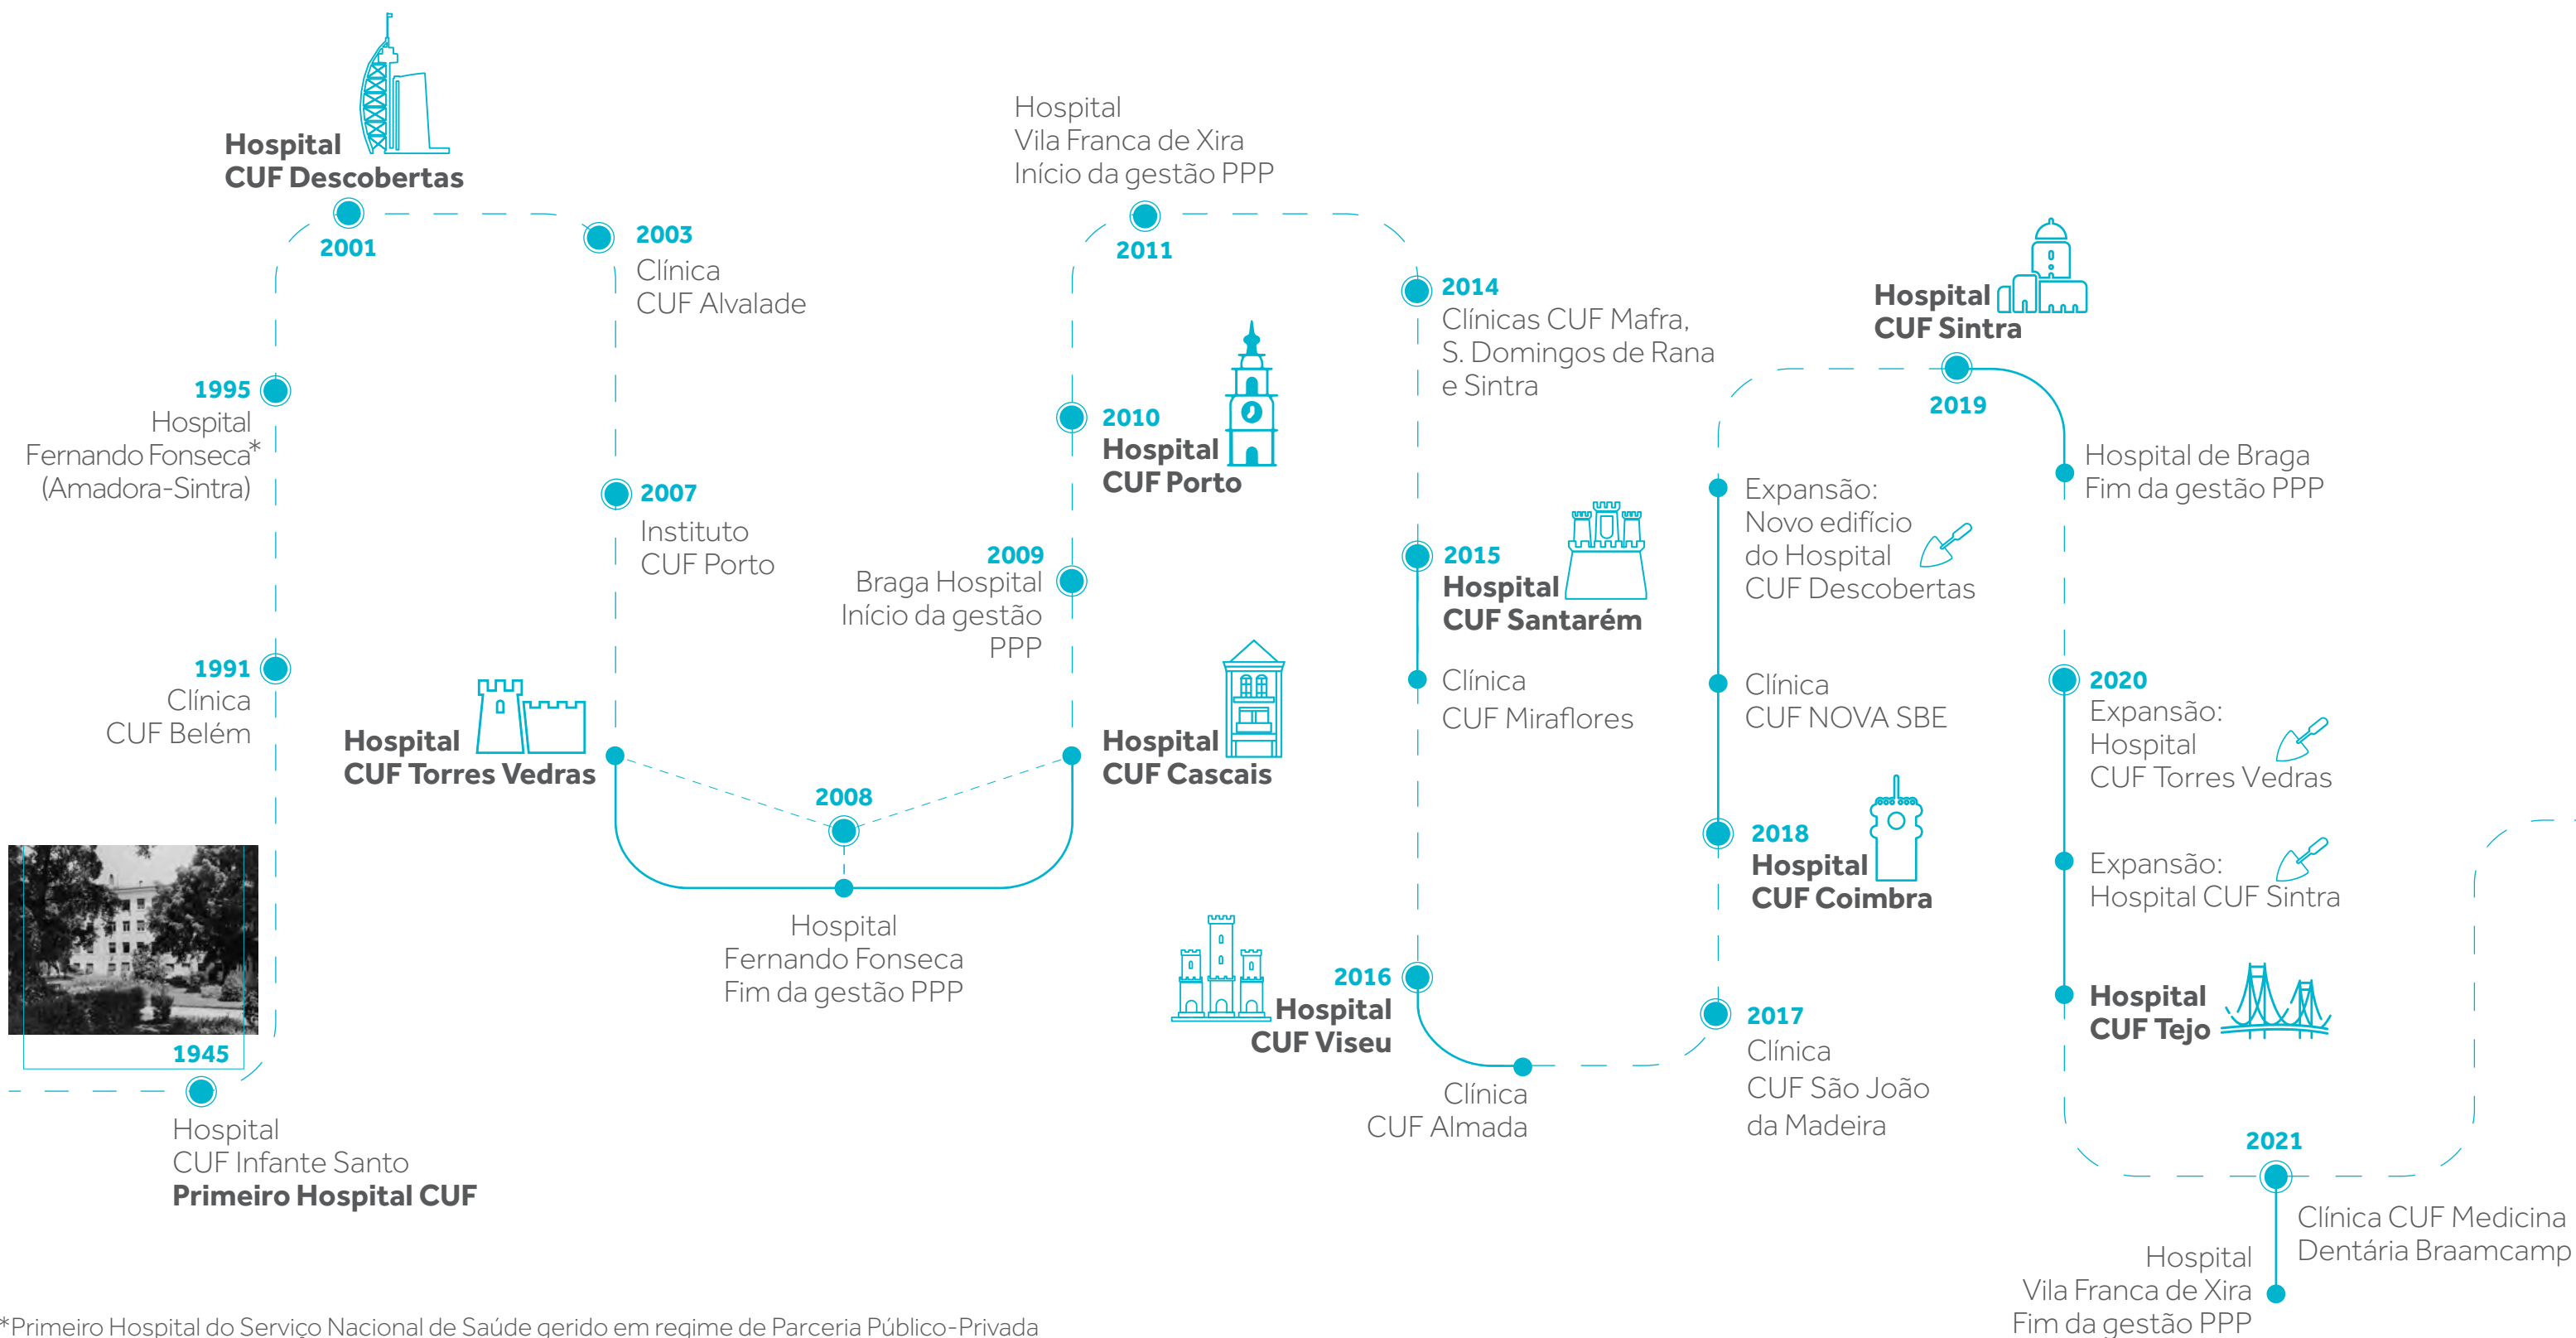 1945
Hospital
CUF Infante Santo
Primeiro Hospital CUF
1991
Clínica
CUF Belém
1995
Hospital
Fernando Fonseca*
(Amadora-Sintra)
Hospital
CUF Descobertas
2001
2003
Clínica
CUF Alvalade
2007
Instituto
CUF Porto
Hospital
CUF Torres Vedras
2008
Hospital
Fernando Fonseca
Fim da gestão PPP
Hospital
CUF Cascais
2009
Braga Hospital
Início da gestão
PPP
2010
Hospital
CUF Porto
Hospital
Vila Franca de Xira
Início da gestão PPP
2011
2014
Clínicas CUF Mafra,
S. Domingos de Rana
e Sintra
2015
Hospital
CUF Santarém
Clínica
CUF Miraflores
2016
Hospital
CUF Viseu
Clínica
CUF Almada
2017
Clínica
CUF São João
da Madeira
2018
Hospital
CUF Coimbra
Clínica
CUF NOVA SBE
Expansão:
Novo edifício
do Hospital
CUF Descobertas
Hospital
CUF Sintra
2019
Hospital de Braga
Fim da gestão PPP
2020
Expansão:
Hospital
CUF Torres Vedras
Expansão:
Hospital CUF Sintra
Hospital
CUF Tejo
2021
Clínica CUF Medicina
Dentária Braamcamp
Hospital
Vila Franca de Xira
Fim da gestão PPP
*Primeiro Hospital do Serviço Nacional de Saúde gerido em regime de Parceria Público-Privada